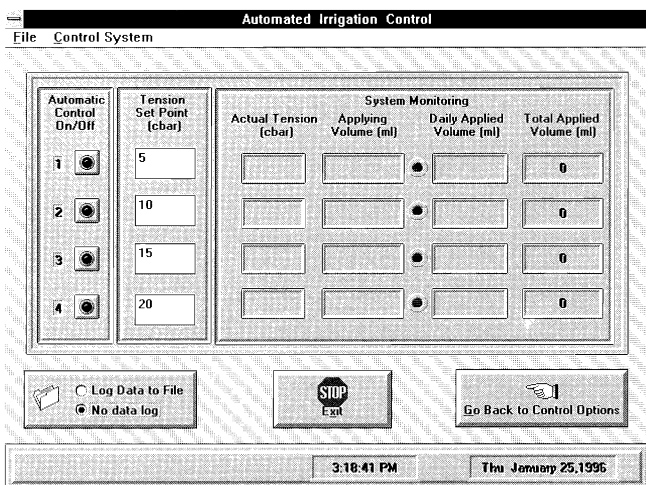 Automated Irrigation Control
File Control System
Automatic Control On/Off
Tension Set Point (cbar)
System Monitoring
Actual Tension (cbar)
Applying Volume (ml)
Daily Applied Volume (ml)
Total Applied Volume (ml)
1 5 0
2 10 0
3 15 0
4 20 0
Log Data to File
No data log
STOP
Exit
Go Back to Control Options
3:18:41 PM Thu January 25,1996